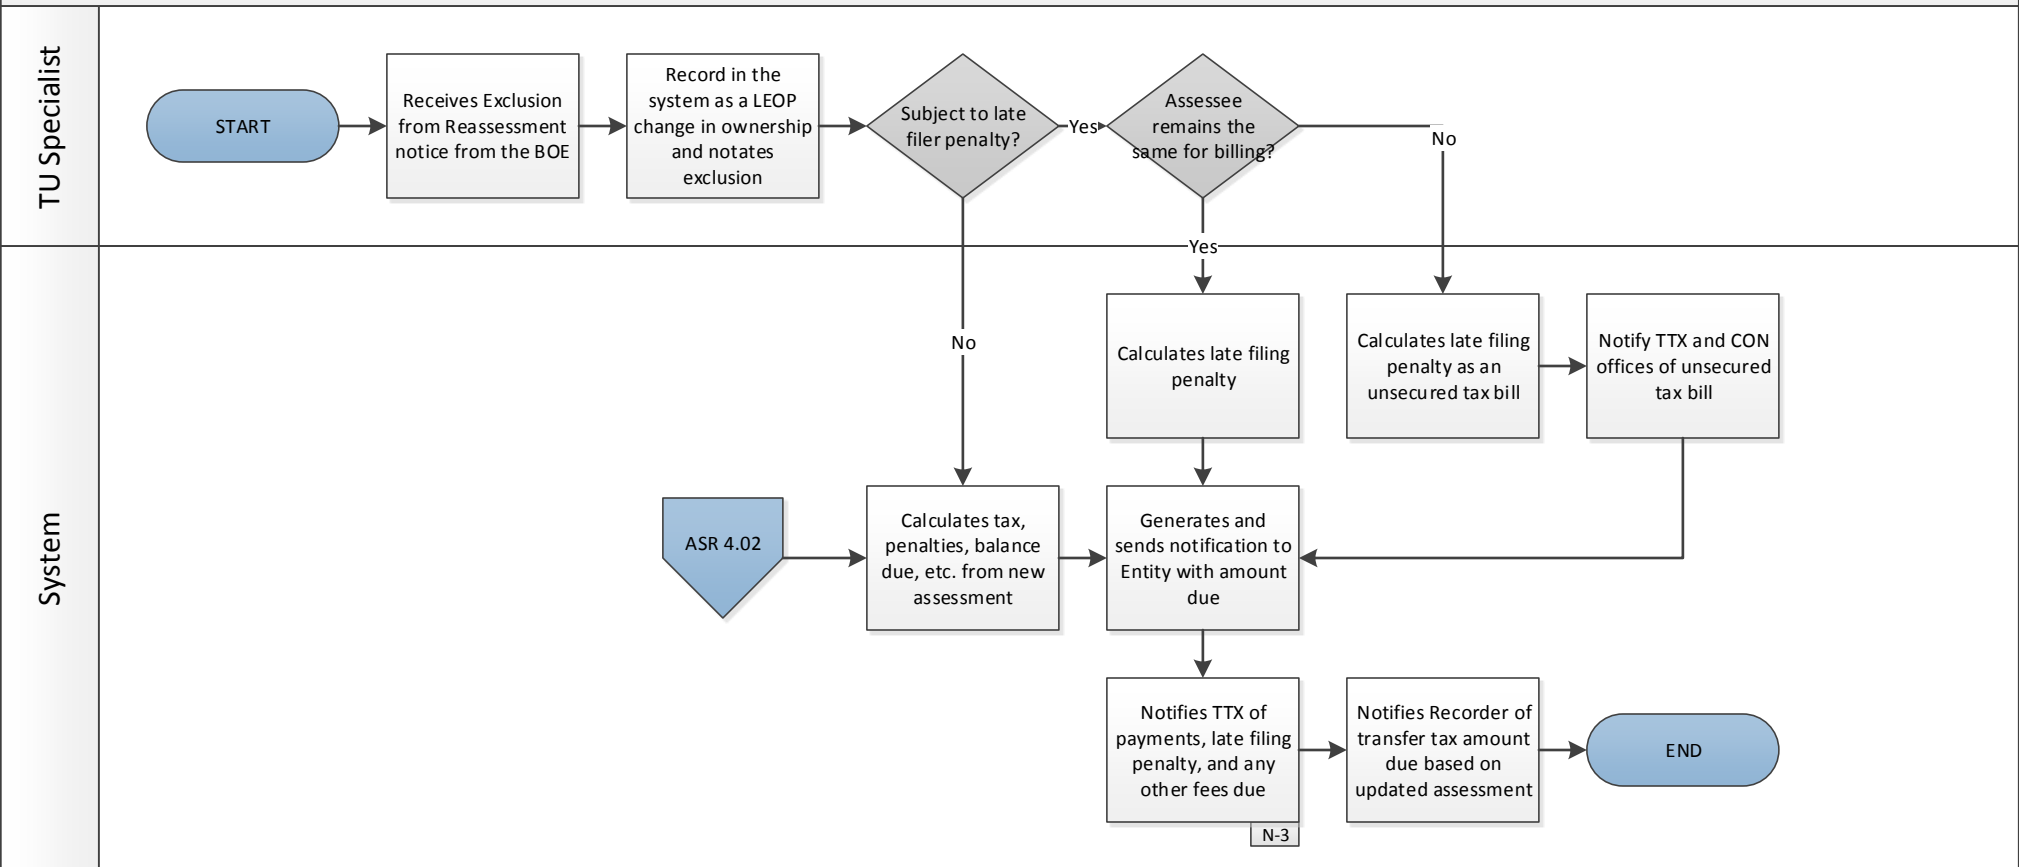 TU Specialist
START
Receives Exclusion
from Reassessment
notice from the BOE
Record in the
system as a LEOP
change in ownership
and notates
exclusion
Subject to late
filer penalty?
Yes
Assessee
remains the
same for billing?
No
Yes
No
System
Calculates late filing
penalty
Calculates late filing
penalty as an
unsecured tax bill
Notify TTX and CON
offices of unsecured
tax bill
ASR 4.02
Calculates tax,
penalties, balance
due, etc. from new
assessment
Generates and
sends notification to
Entity with amount
due
Notifies TTX of
payments, late filing
penalty, and any
other fees due
N-3
Notifies Recorder of
transfer tax amount
due based on
updated assessment
END